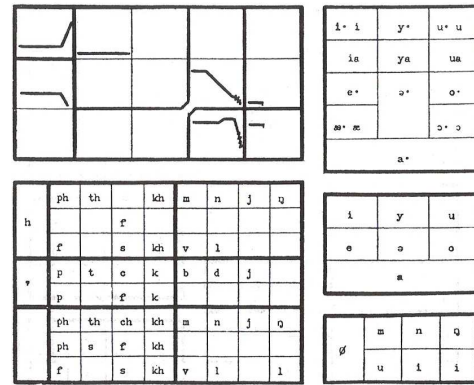 i· i y· u· u
ia ya ua
e· ə· o·
æ· æ ɔ· ɔ
a·
ph th kh m n j ŋ
h f
f s kh v l
ʼ p t c k b d j
p f k
ph th ch kh m n j ŋ
ph s f kh
f s kh v l l
i y u
e ə o
a
ø m n ŋ
u i i